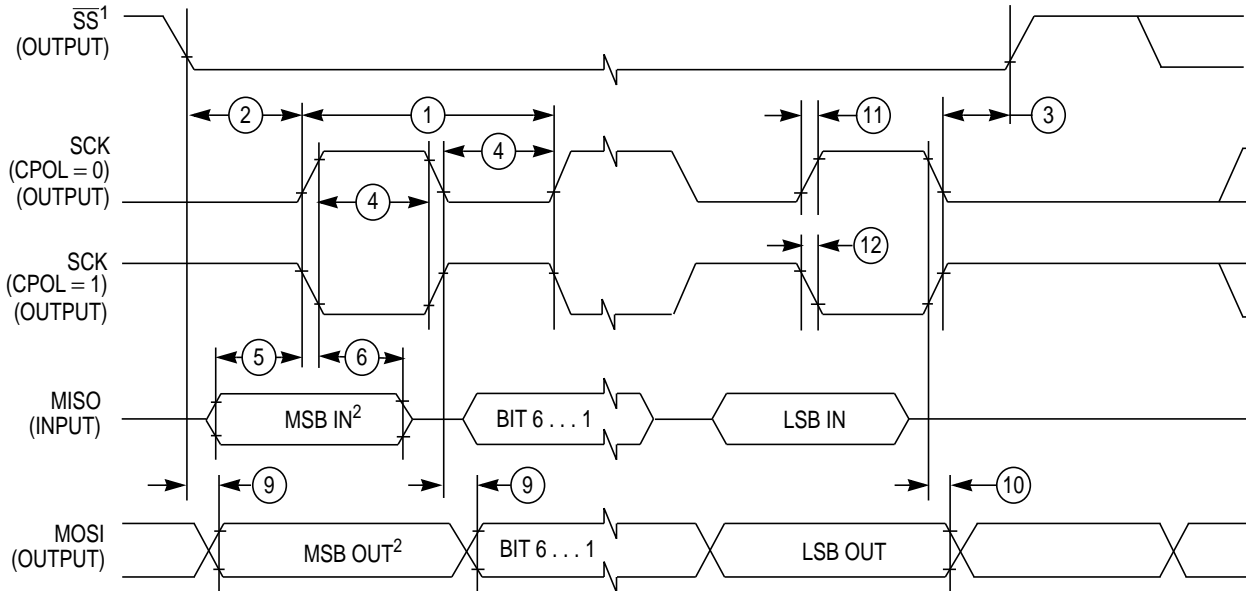 SS¹
(OUTPUT)
2
1
11
3
SCK
(CPOL = 0)
(OUTPUT)
4
4
12
SCK
(CPOL = 1)
(OUTPUT)
5
6
MISO
(INPUT)
MSB IN²
BIT 6 . . . 1
LSB IN
9
9
10
MOSI
(OUTPUT)
MSB OUT²
BIT 6 . . . 1
LSB OUT